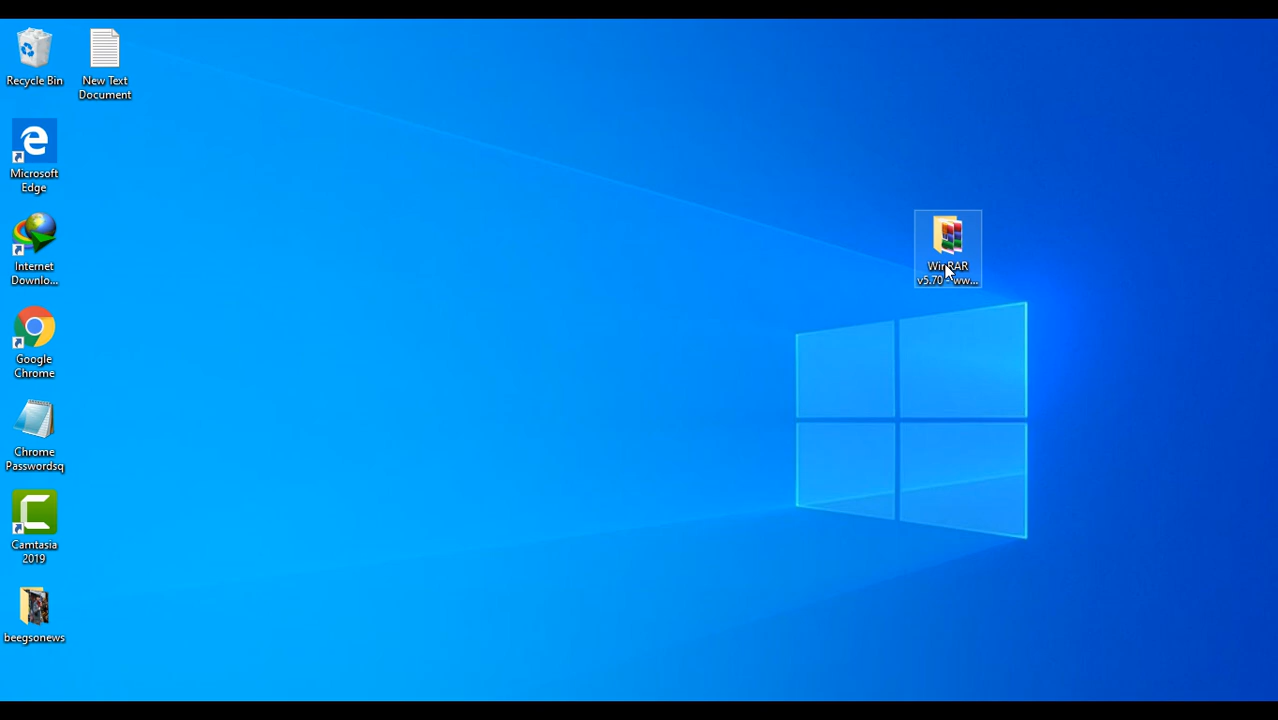 Recycle Bin
New Text
Document
Microsoft
Edge
Internet
Downlo...
Google
Chrome
Chrome
Passwordsq
Camtasia
2019
beegsonews
WinRAR
v5.70 - ww...